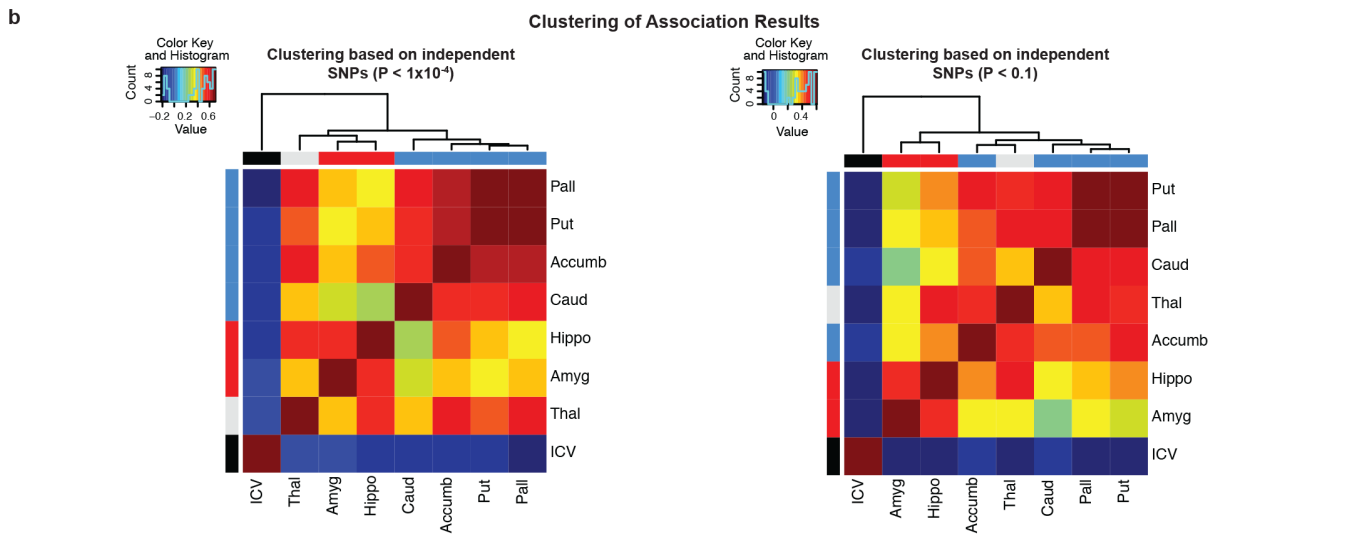 b
Clustering of Association Results
Color Key
and Histogram
Count
0 4 8
−0.2 0.2 0.6
Value
Clustering based on independent
SNPs (P < 1x10⁻⁴)
Pall
Put
Accumb
Caud
Hippo
Amyg
Thal
ICV
ICV Thal Amyg Hippo Caud Accumb Put Pall
Color Key
and Histogram
Count
0 4 8
0 0.4
Value
Clustering based on independent
SNPs (P < 0.1)
Put
Pall
Caud
Thal
Accumb
Hippo
Amyg
ICV
ICV Amyg Hippo Accumb Thal Caud Pall Put